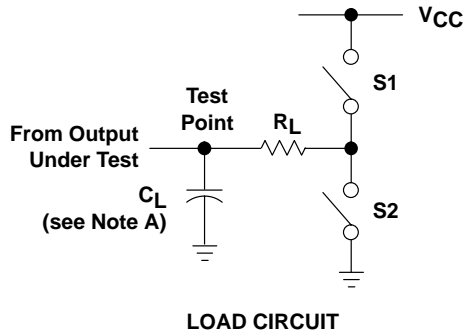 VCC
S1
Test
Point
RL
From Output
Under Test
CL
(see Note A)
S2
LOAD CIRCUIT